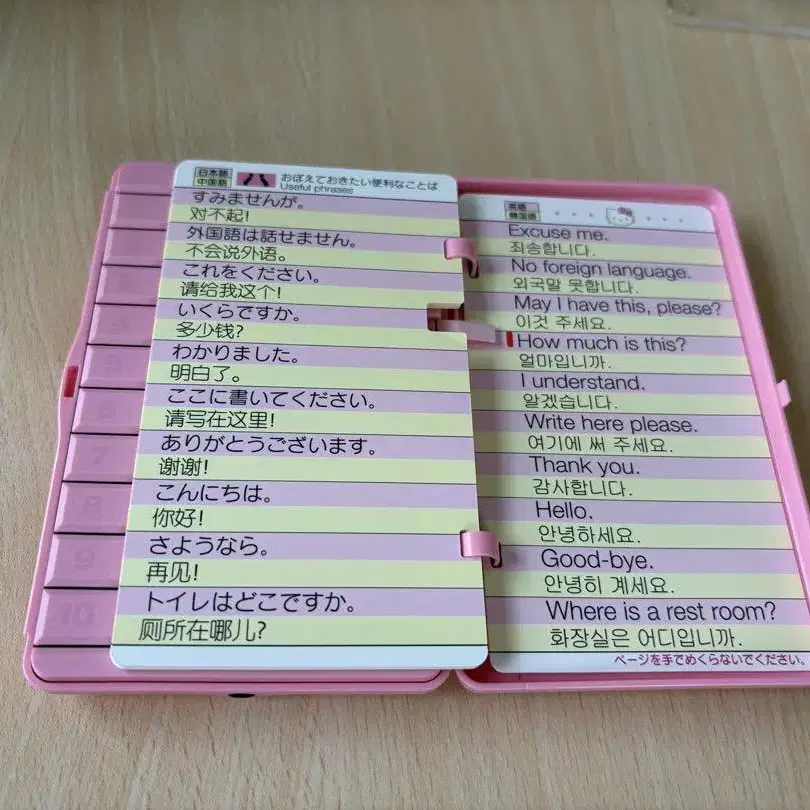 日本語
中国語
おぼえておきたい便利なことば
Useful phrases
すみませんが。
对不起!
外国語は話せません。
不会说外语。
これをください。
请给我这个!
いくらですか。
多少钱?
わかりました。
明白了。
ここに書いてください。
请写在这里!
ありがとうございます。
谢谢!
こんにちは。
你好!
さようなら。
再见!
トイレはどこですか。
厕所在哪儿?
英語
韓国語
Excuse me.
죄송합니다.
No foreign language.
외국말 못합니다.
May I have this, please?
이것 주세요.
How much is this?
얼마입니까.
I understand.
알겠습니다.
Write here please.
여기에 써 주세요.
Thank you.
감사합니다.
Hello.
안녕하세요.
Good-bye.
안녕히 계세요.
Where is a rest room?
화장실은 어디입니까.
ページを手でめくらないでください。
5
6
7
8
9
10